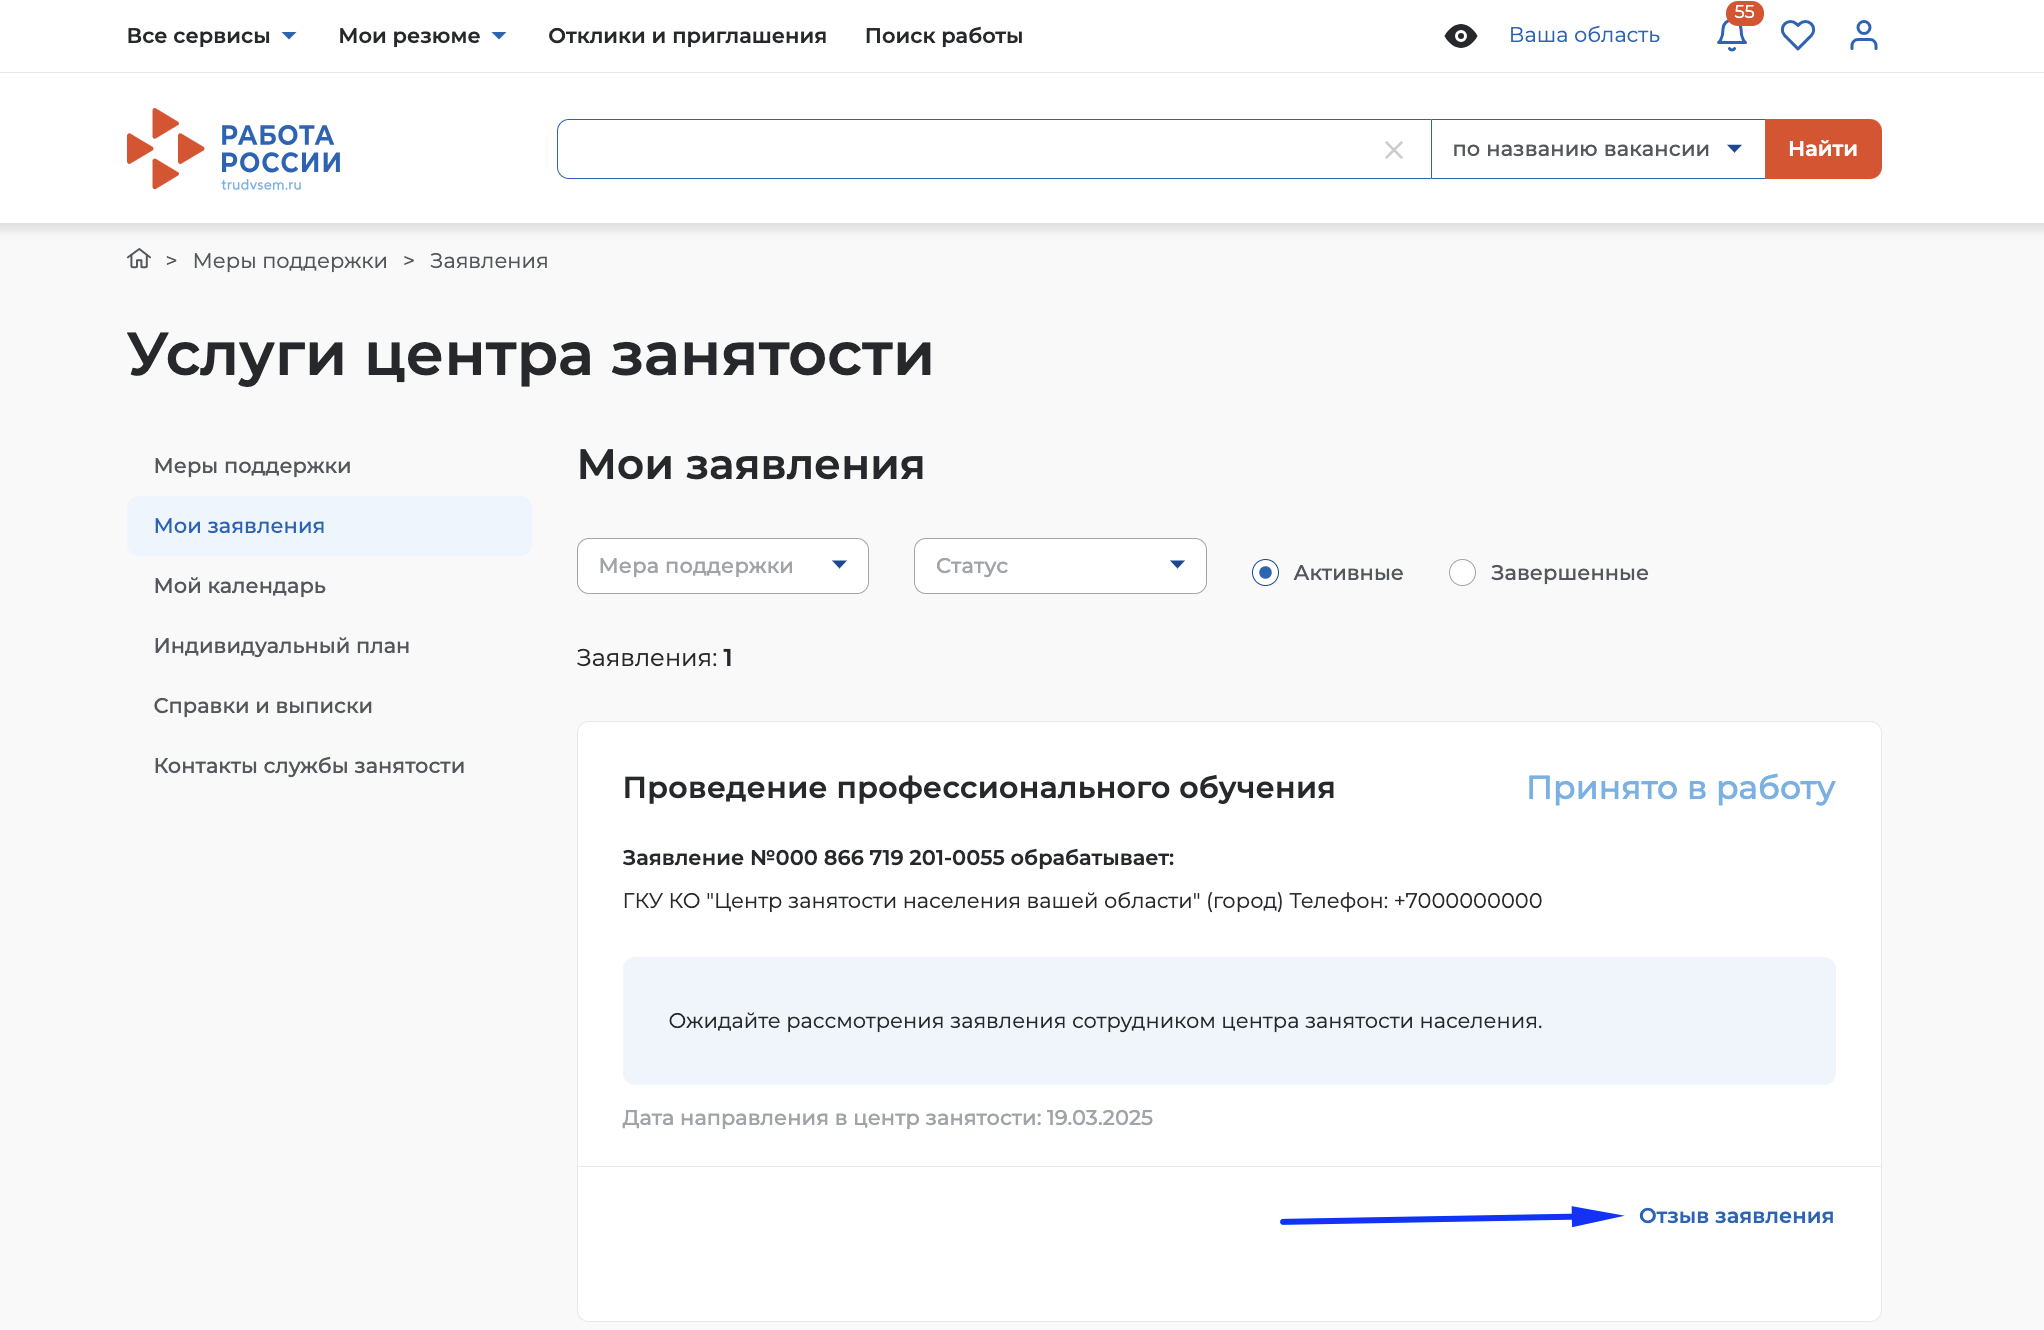 Все сервисы Мои резюме Отклики и приглашения Поиск работы Ваша область 55
РАБОТА
РОССИИ
trudvsem.ru
по названию вакансии Найти
> Меры поддержки > Заявления
Услуги центра занятости
Меры поддержки
Мои заявления
Мой календарь
Индивидуальный план
Справки и выписки
Контакты службы занятости
Мои заявления
Мера поддержки Статус Активные Завершенные
Заявления: 1
Проведение профессионального обучения Принято в работу
Заявление №000 866 719 201-0055 обрабатывает:
ГКУ КО "Центр занятости населения вашей области" (город) Телефон: +7000000000
Ожидайте рассмотрения заявления сотрудником центра занятости населения.
Дата направления в центр занятости: 19.03.2025
Отзыв заявления